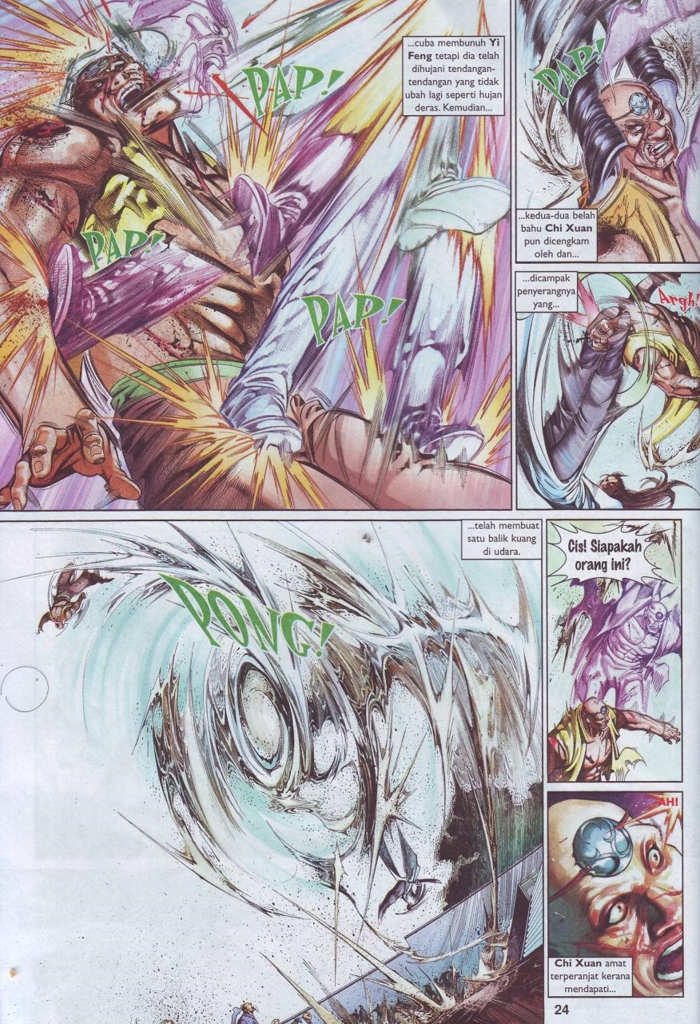 PAP!
...cuba membunuh Yi
Feng tetapi dia telah
dihujani tendangan-
tendangan yang tidak
ubah lagi seperti hujan
deras. Kemudian...
PAP!
PAP!
PAP!
...kedua-dua belah
bahu Chi Xuan
pun dicengkam
oleh dan...
...dicampak
penyerangnya
yang...
Argh!
...telah membuat
satu balik kuang
di udara.
PONG!
Cis! Siapakah
orang ini?
AH!
Chi Xuan amat
terperanjat kerana
mendapati...
24